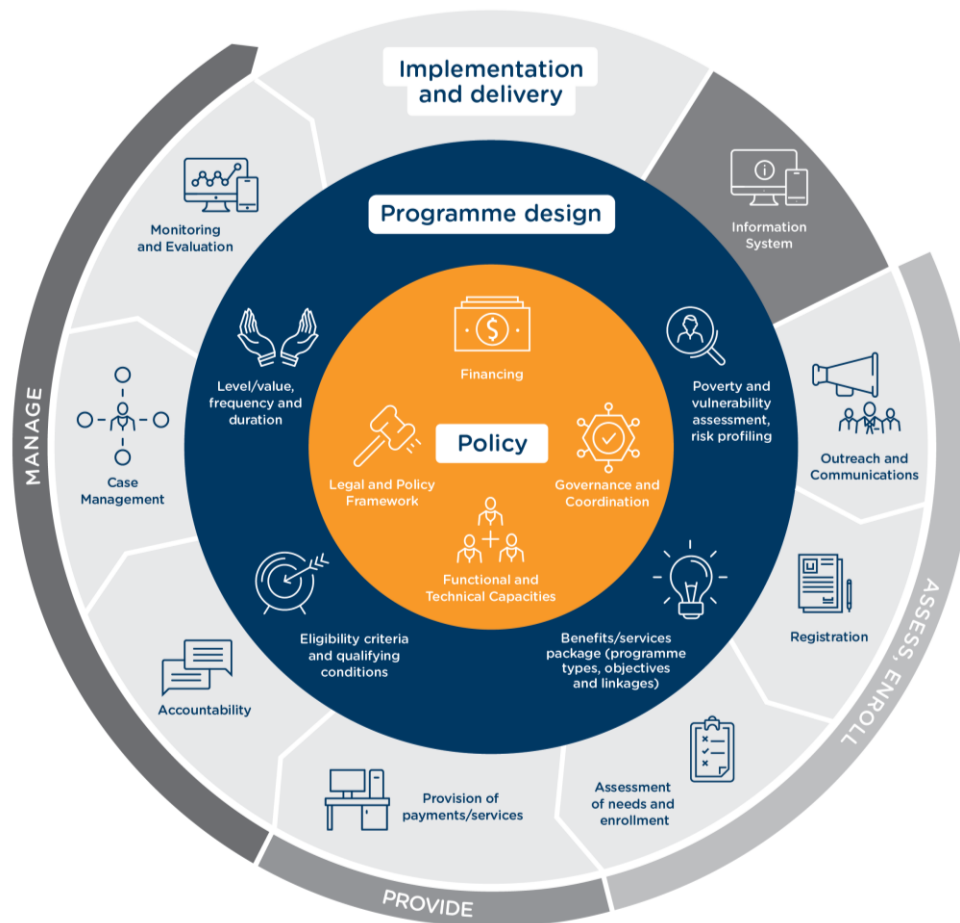 Implementation
and delivery
Information
System
Outreach and
Communications
Registration
Assessment
of needs and
enrollment
Provision of
payments/services
Accountability
Case
Management
Monitoring
and Evaluation
Programme design
Poverty and
vulnerability
assessment,
risk profiling
Benefits/services
package (programme
types, objectives
and linkages)
Eligibility criteria
and qualifying
conditions
Level/value,
frequency and
duration
Policy
Financing
Governance and
Coordination
Functional and
Technical Capacities
Legal and Policy
Framework
ASSESS, ENROLL
PROVIDE
MANAGE